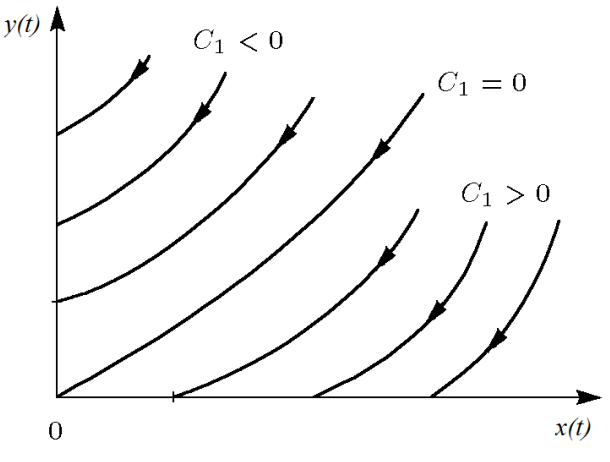 y(t)
C₁ < 0
C₁ = 0
C₁ > 0
0
x(t)